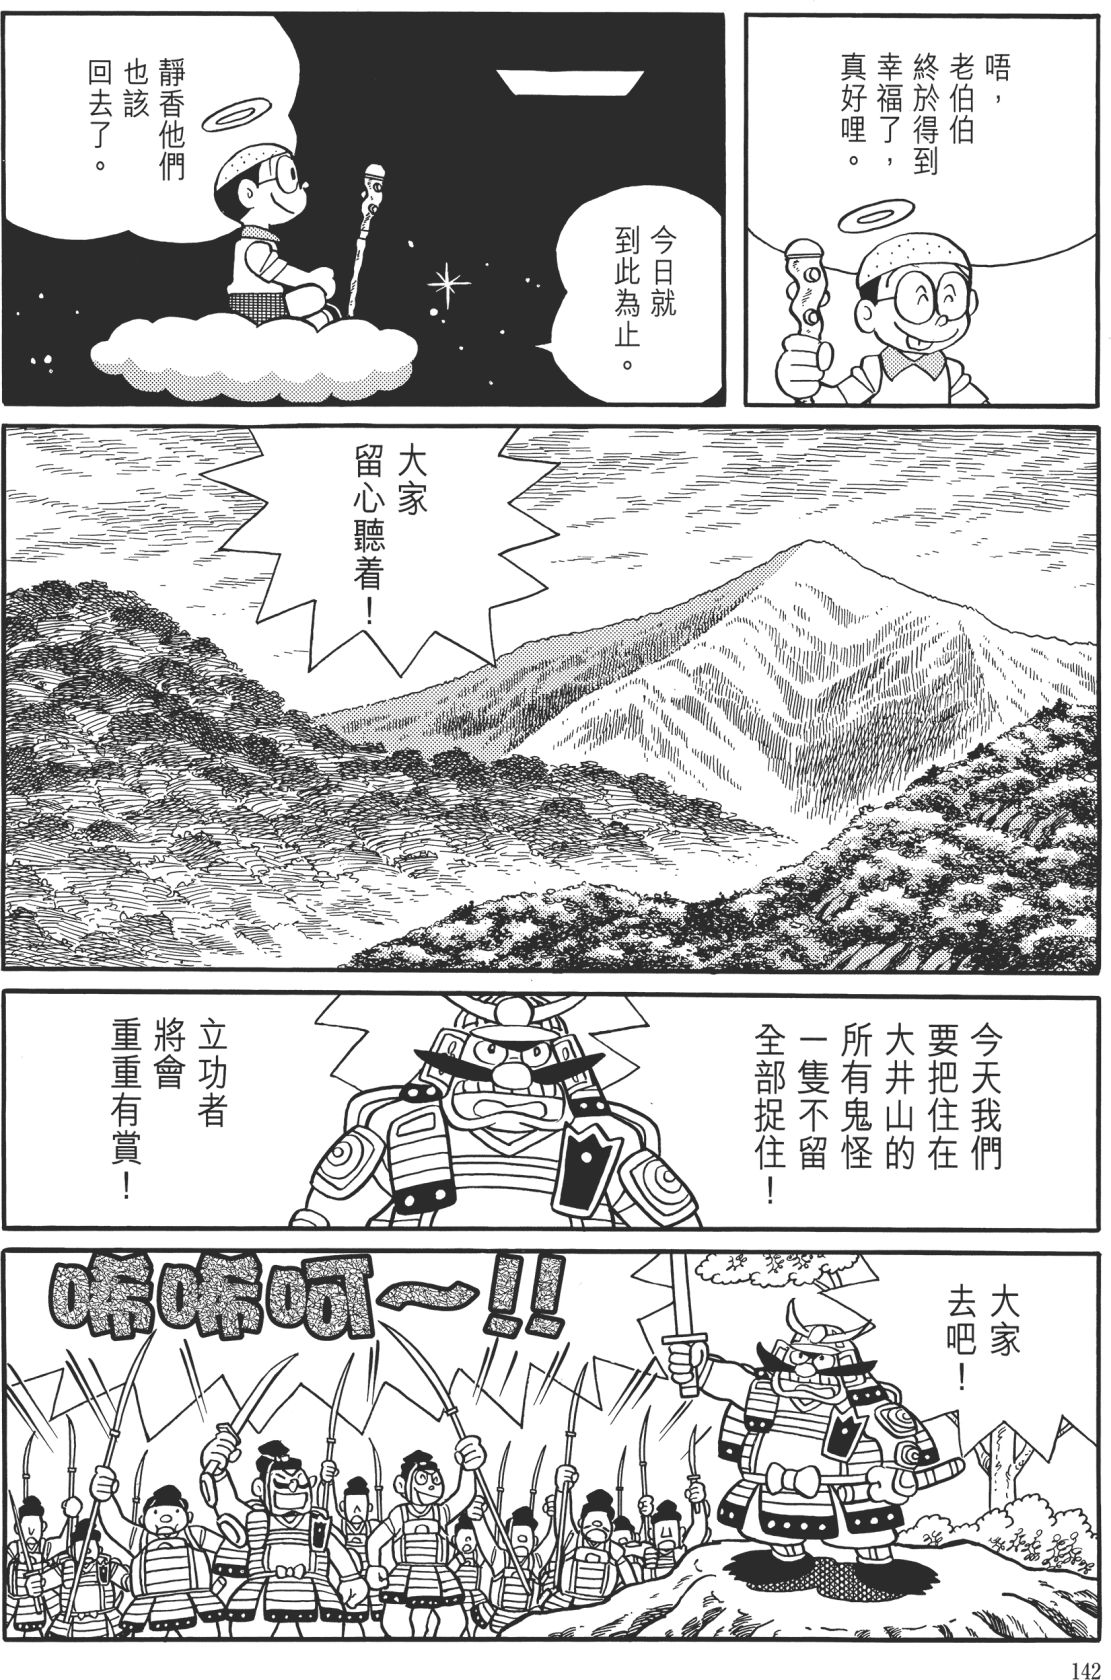 唔，
老伯伯
終於得到
幸福了，
真好哩。
今日就
到此為止。
靜香他們
也該
回去了。
大家
留心聽着！
今天我們
要把住在
大井山的
所有鬼怪
一隻不留
全部捉住！
立功者
將會
重重有賞！
大家
去吧！
唏唏呵～!!
142